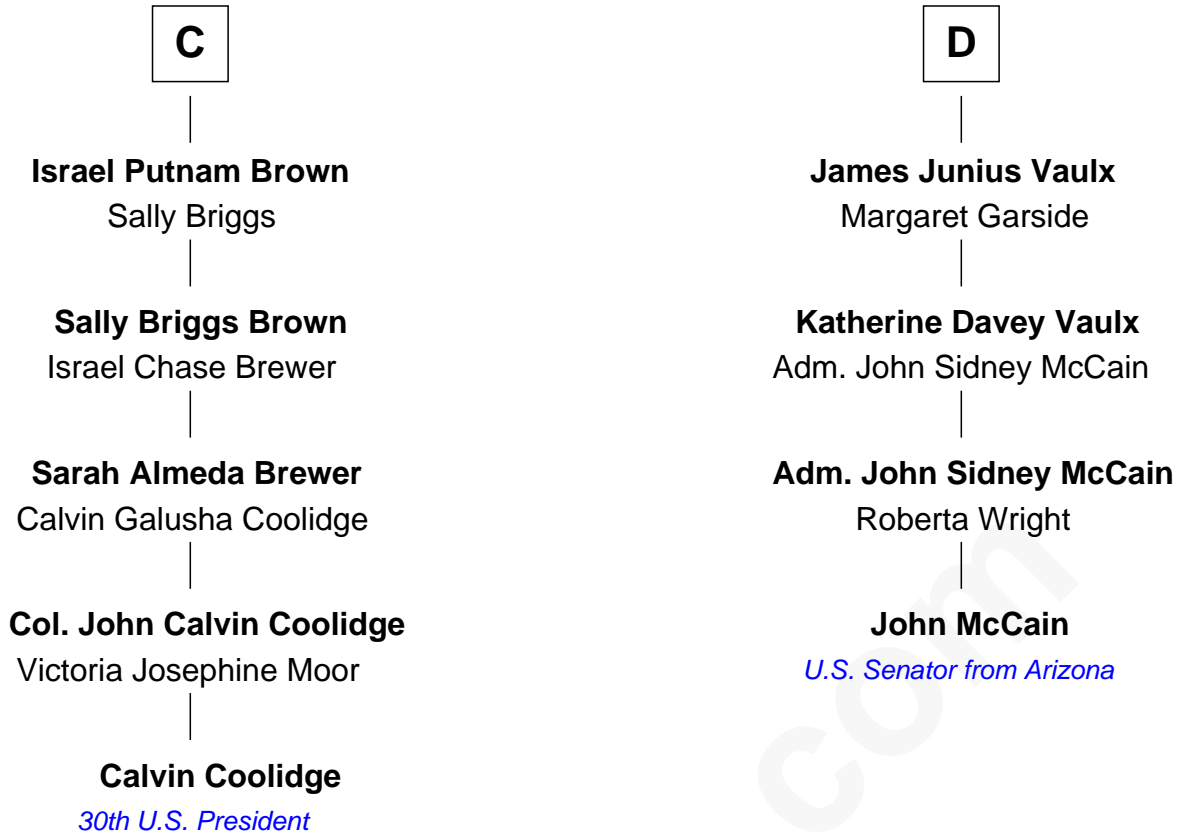 C
Israel Putnam Brown
Sally Briggs
Sally Briggs Brown
Israel Chase Brewer
Sarah Almeda Brewer
Calvin Galusha Coolidge
Col. John Calvin Coolidge
Victoria Josephine Moor
Calvin Coolidge
30th U.S. President
D
James Junius Vaulx
Margaret Garside
Katherine Davey Vaulx
Adm. John Sidney McCain
Adm. John Sidney McCain
Roberta Wright
John McCain
U.S. Senator from Arizona
com